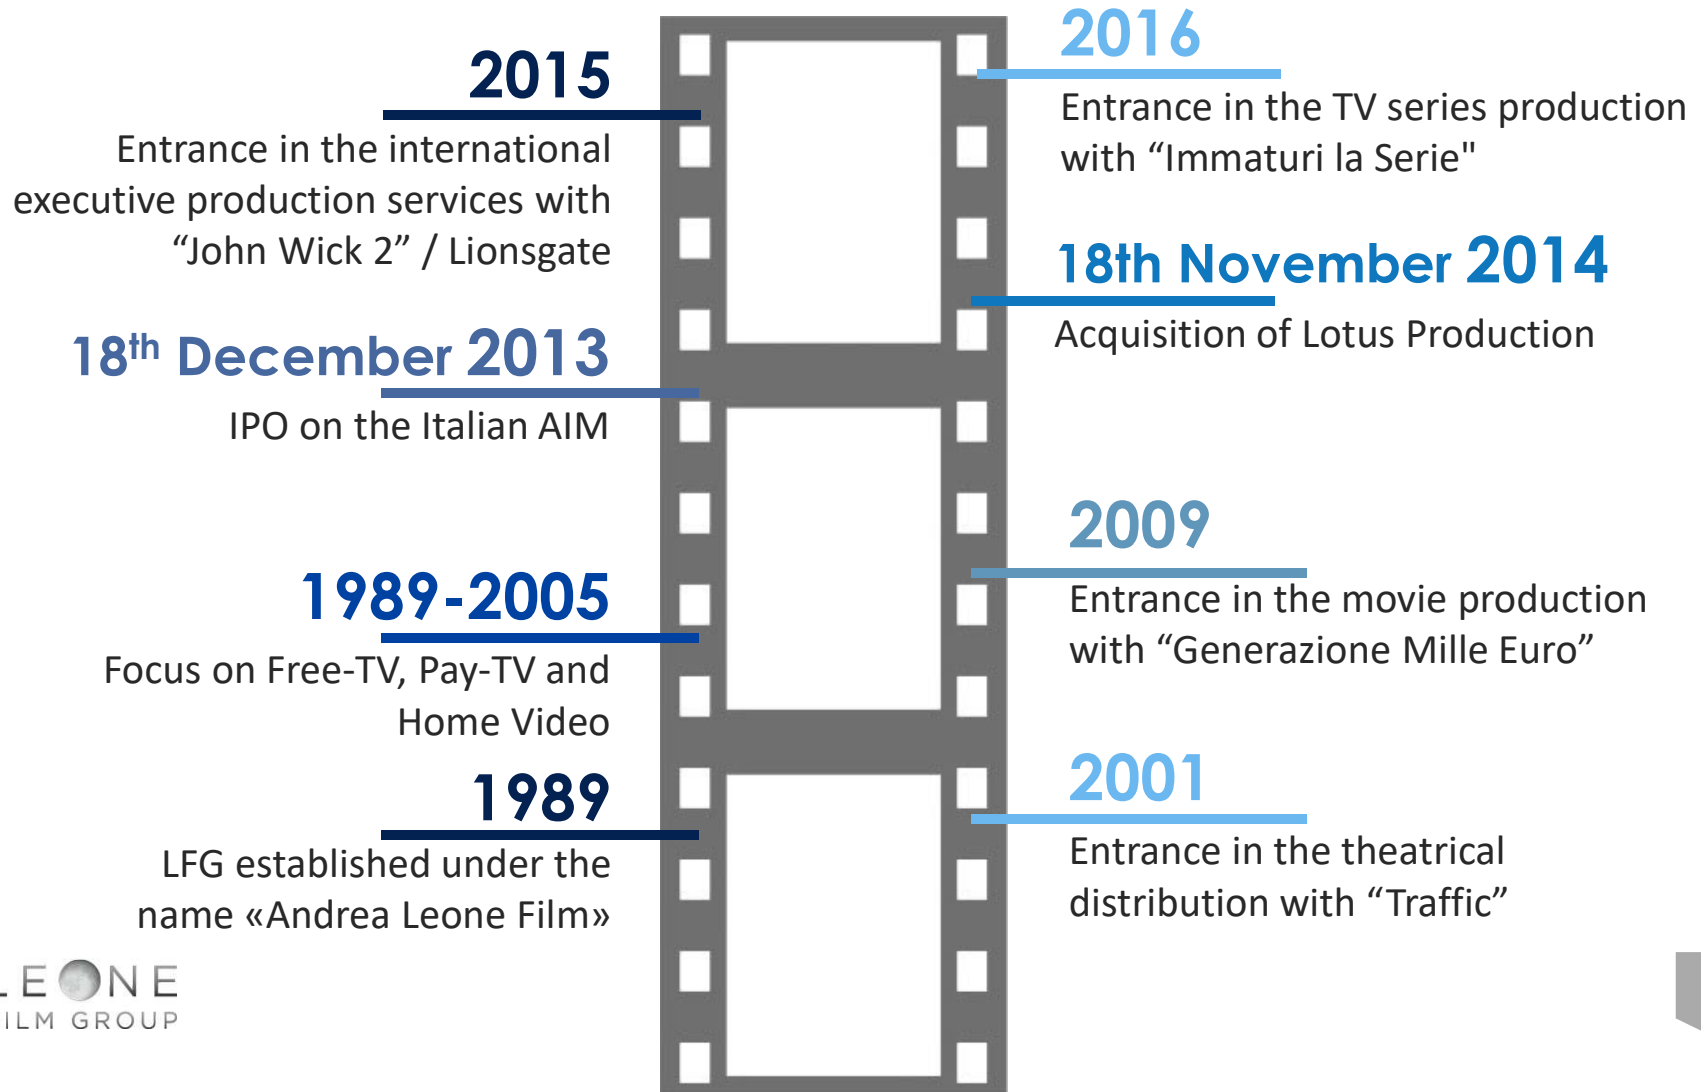 2015
Entrance in the international
executive production services with
“John Wick 2” / Lionsgate
18th December 2013
IPO on the Italian AIM
1989-2005
Focus on Free-TV, Pay-TV and
Home Video
1989
LFG established under the
name «Andrea Leone Film»
2016
Entrance in the TV series production
with “Immaturi la Serie"
18th November 2014
Acquisition of Lotus Production
2009
Entrance in the movie production
with “Generazione Mille Euro”
2001
Entrance in the theatrical
distribution with “Traffic”
LEONE
FILM GROUP